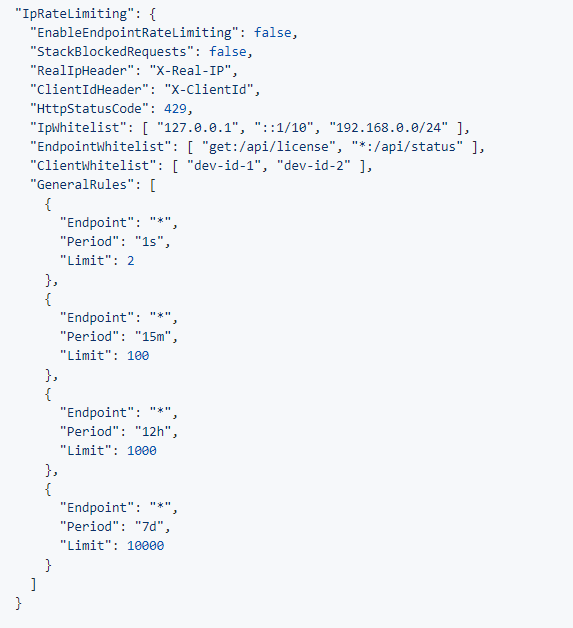 "IpRateLimiting": {
"EnableEndpointRateLimiting": false,
"StackBlockedRequests": false,
"RealIpHeader": "X-Real-IP",
"ClientIdHeader": "X-ClientId",
"HttpStatusCode": 429,
"IpWhitelist": [ "127.0.0.1", "::1/10", "192.168.0.0/24" ],
"EndpointWhitelist": [ "get:/api/license", "*:/api/status" ],
"ClientWhitelist": [ "dev-id-1", "dev-id-2" ],
"GeneralRules": [
{
"Endpoint": "*",
"Period": "1s",
"Limit": 2
},
{
"Endpoint": "*",
"Period": "15m",
"Limit": 100
},
{
"Endpoint": "*",
"Period": "12h",
"Limit": 1000
},
{
"Endpoint": "*",
"Period": "7d",
"Limit": 10000
}
]
}